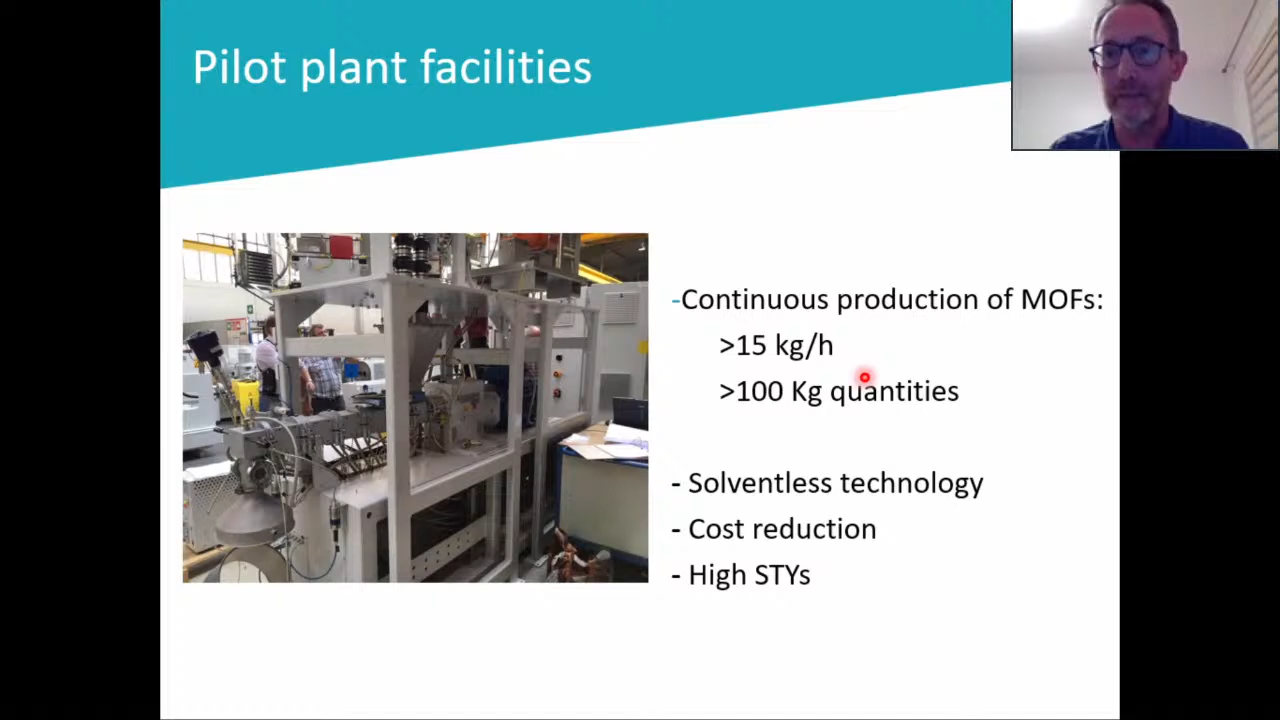 Pilot plant facilities
-Continuous production of MOFs:
>15 kg/h
>100 Kg quantities
- Solventless technology
- Cost reduction
- High STYs